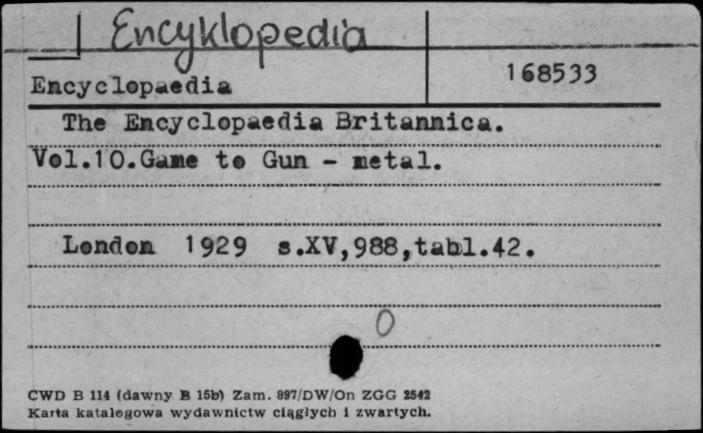 Encyklopedia
Encyclopaedia
168533
The Encyclopaedia Britannica.
Vol.10.Game to Gun - metal.
London 1929 s.XV,988,tabl.42.
0
CWD B 114 (dawny B 15b) Zam. 897/DW/On ZGG 2542
Karta katalogowa wydawnictw ciągłych i zwartych.